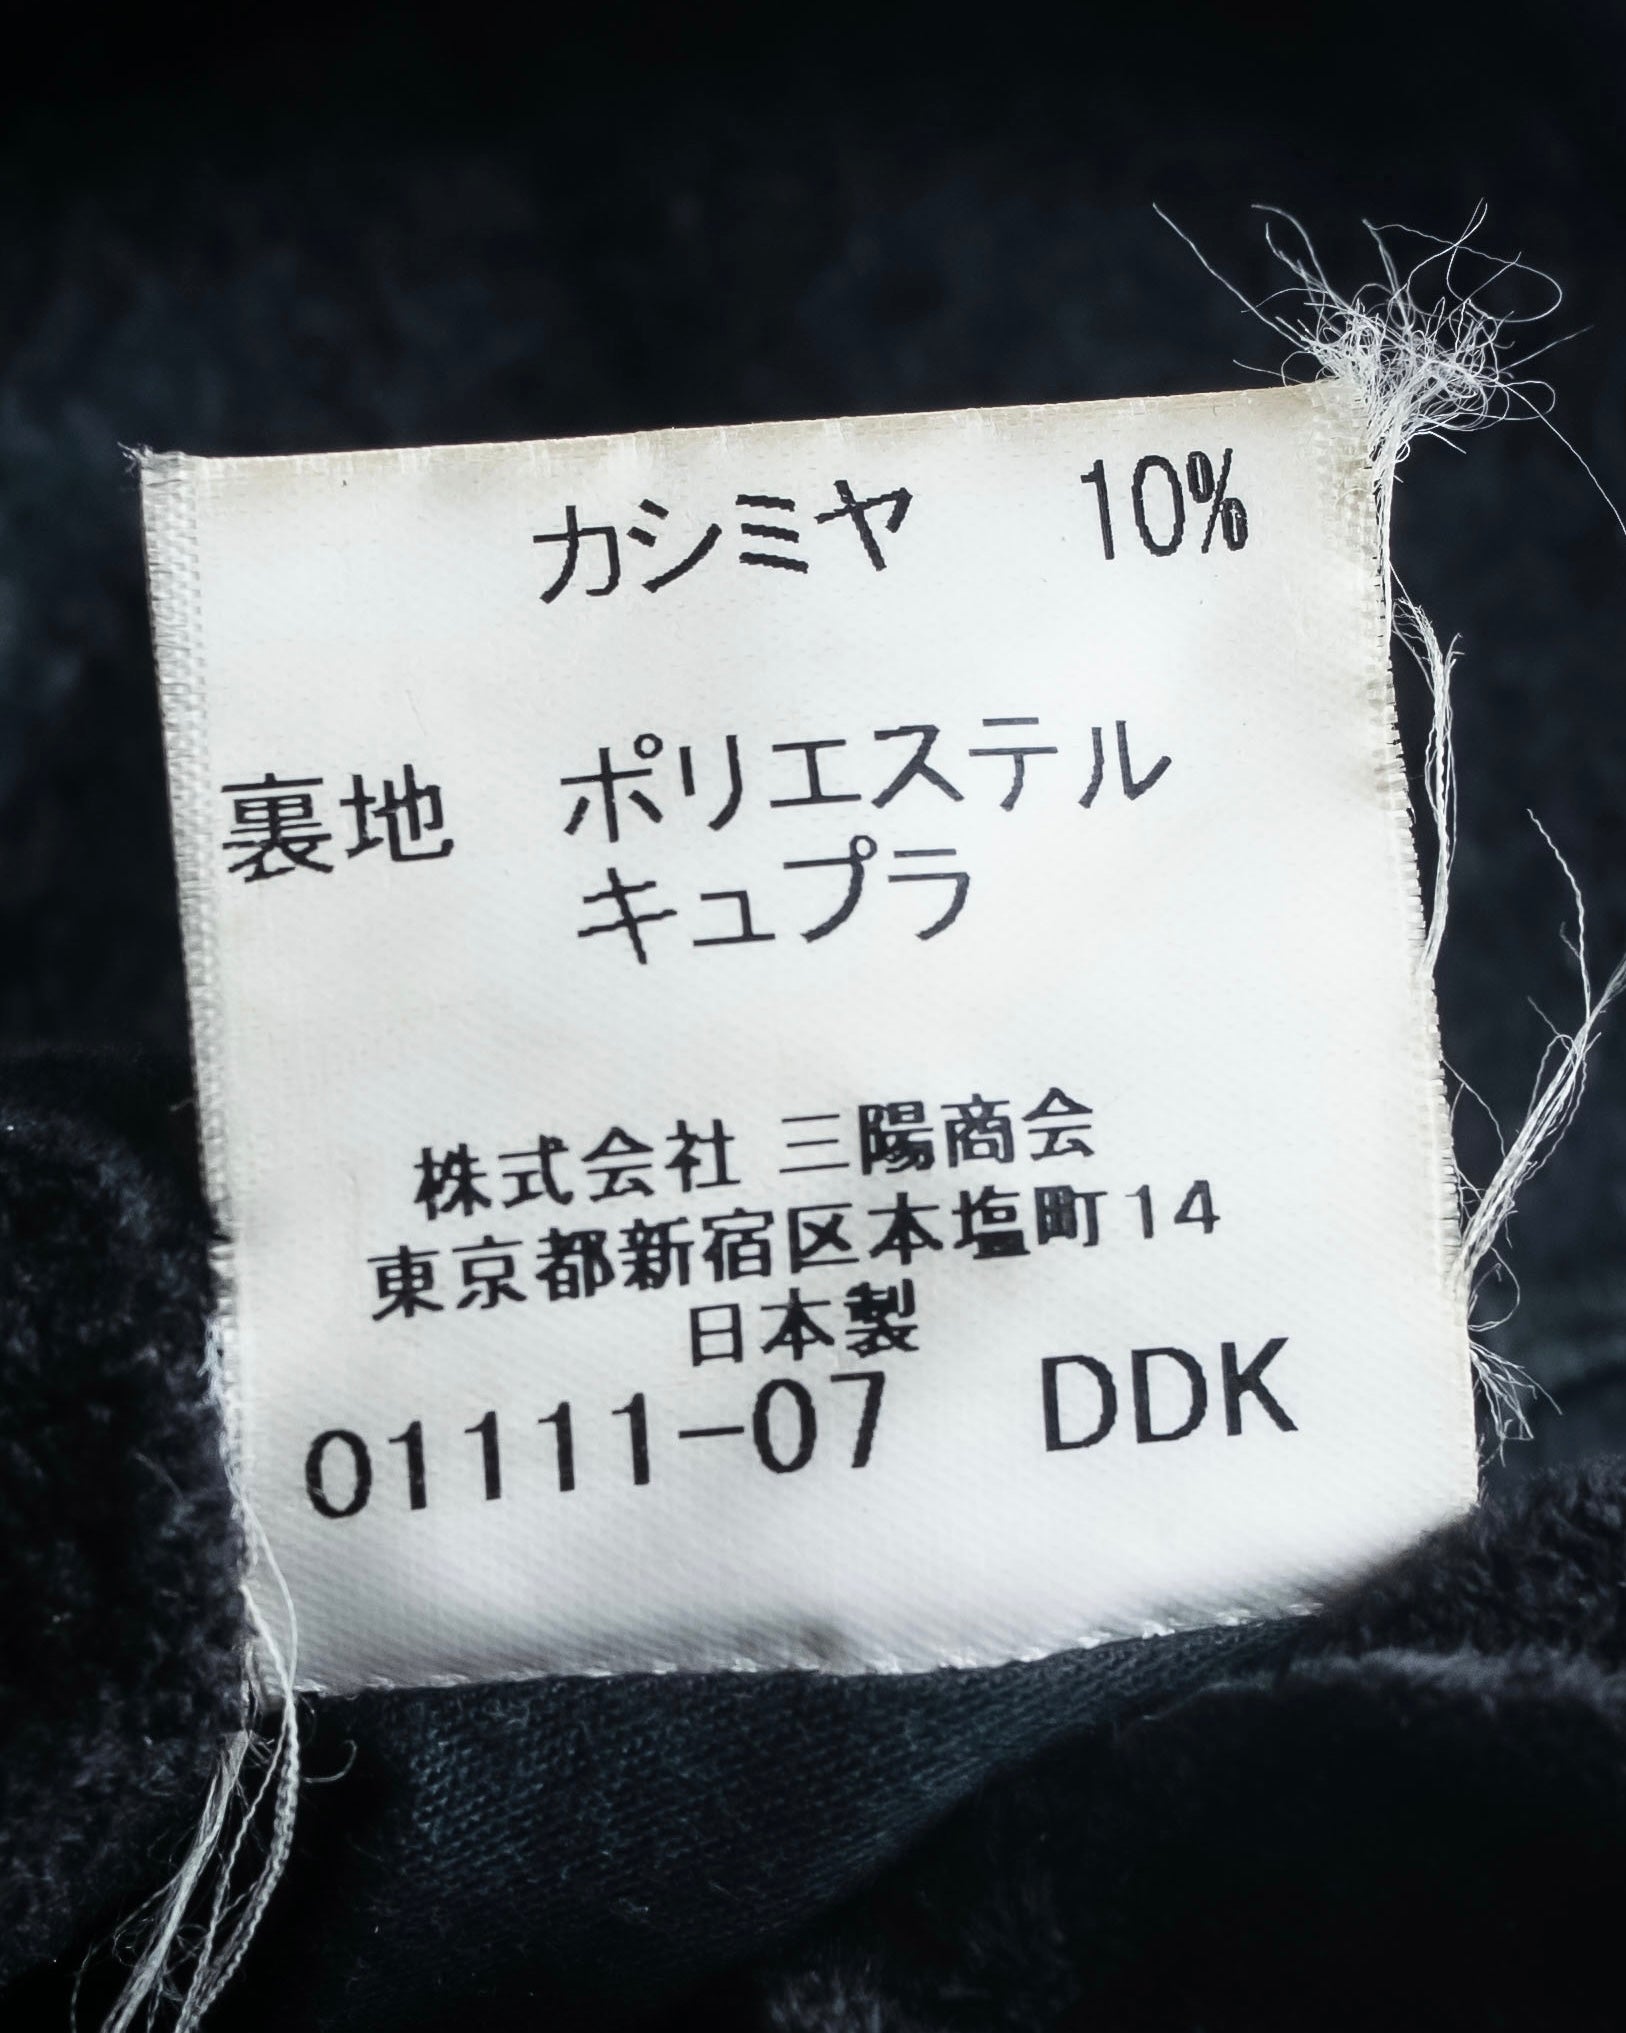 カシミヤ 10%
裏地 ポリエステル
キュプラ
株式会社 三陽商会
東京都新宿区本塩町14
日本製
01111-07 DDK